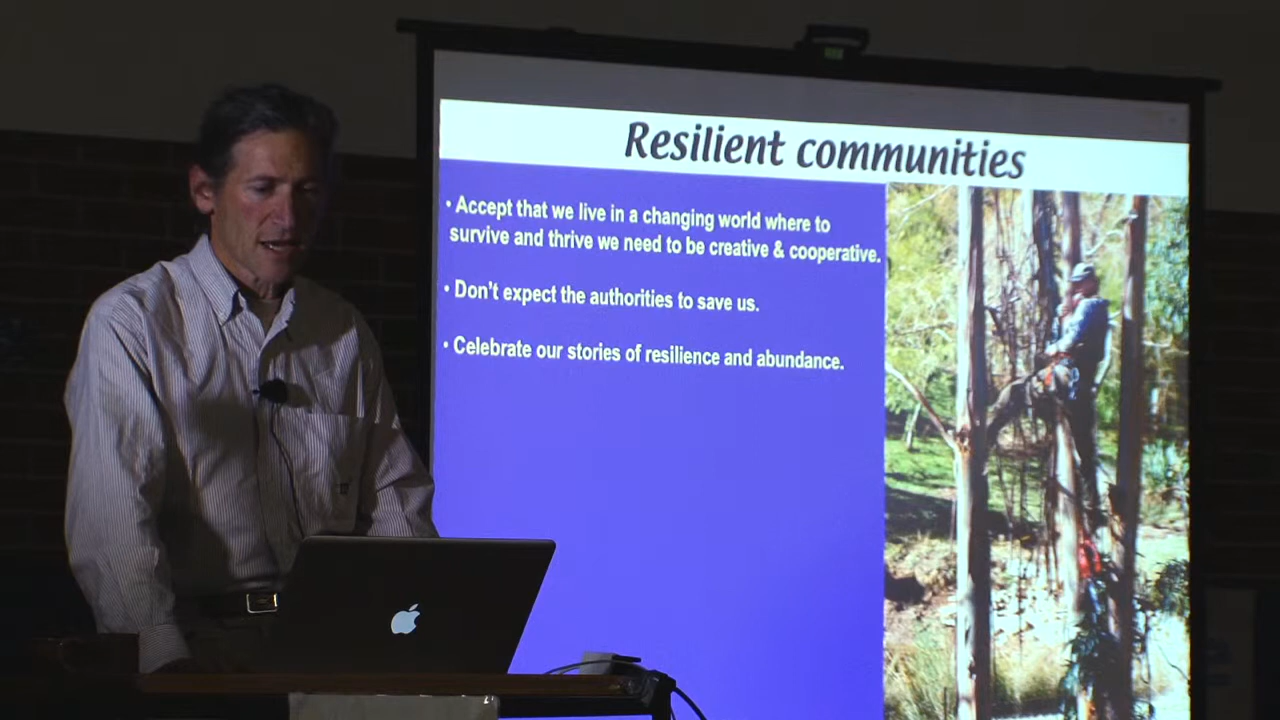 Resilient communities
• Accept that we live in a changing world where to
survive and thrive we need to be creative & cooperative.
• Don't expect the authorities to save us.
• Celebrate our stories of resilience and abundance.